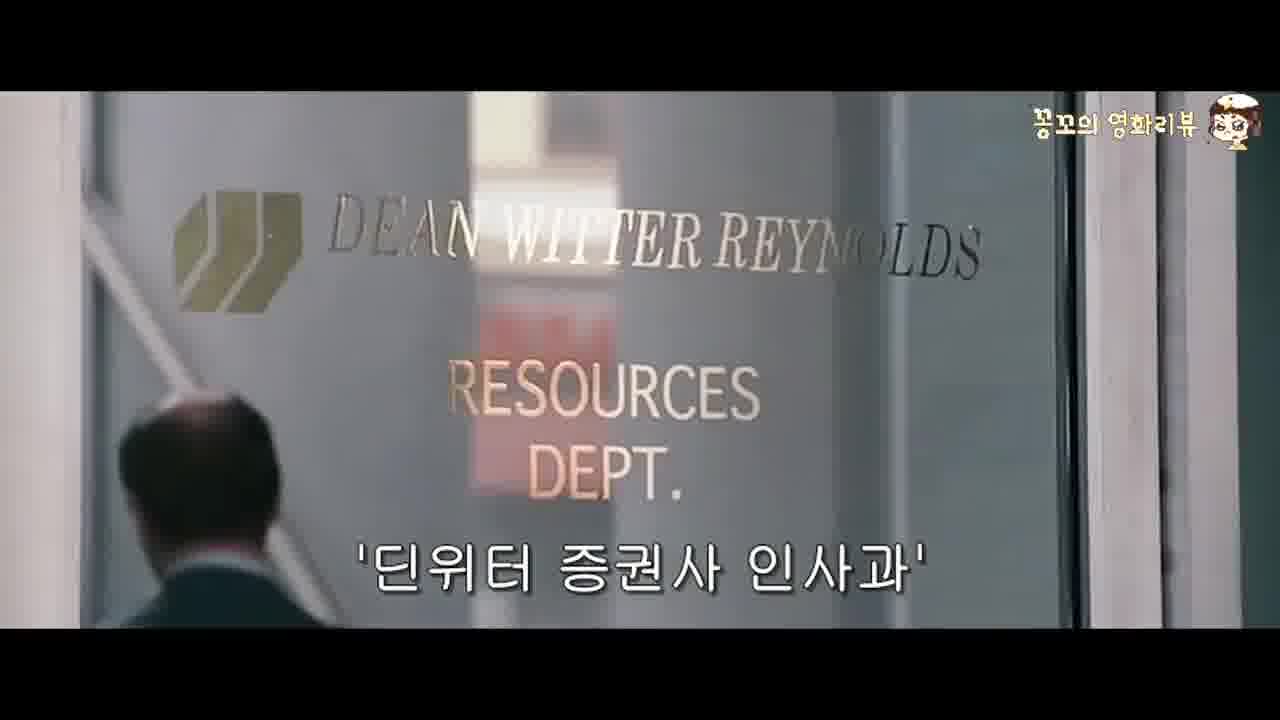 꽁꼬의 영화리뷰
DEAN WITTER REYNOLDS
RESOURCES
DEPT.
'딘위터 증권사 인사과'